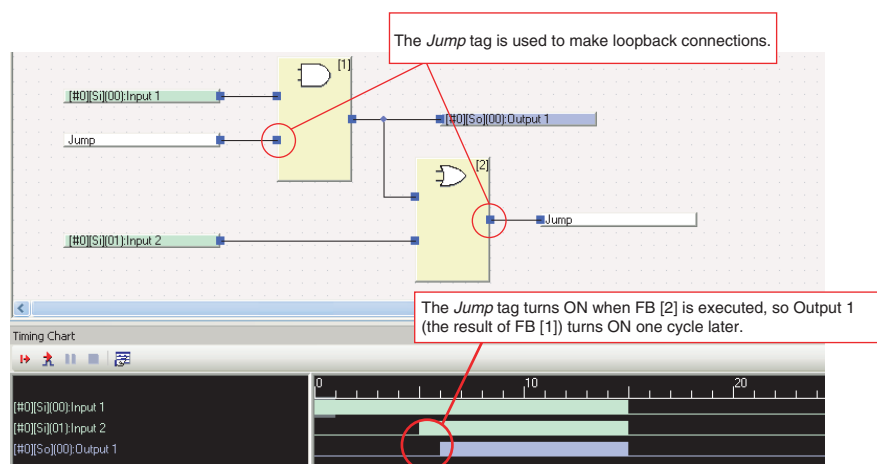 The Jump tag is used to make loopback connections.
[1]
[#0][Si](00):Input 1
[#0][So](00):Output 1
Jump
[2]
Jump
[#0][Si](01):Input 2
The Jump tag turns ON when FB [2] is executed, so Output 1
(the result of FB [1]) turns ON one cycle later.
Timing Chart
0 10 20
[#0][Si](00):Input 1
[#0][Si](01):Input 2
[#0][So](00):Output 1